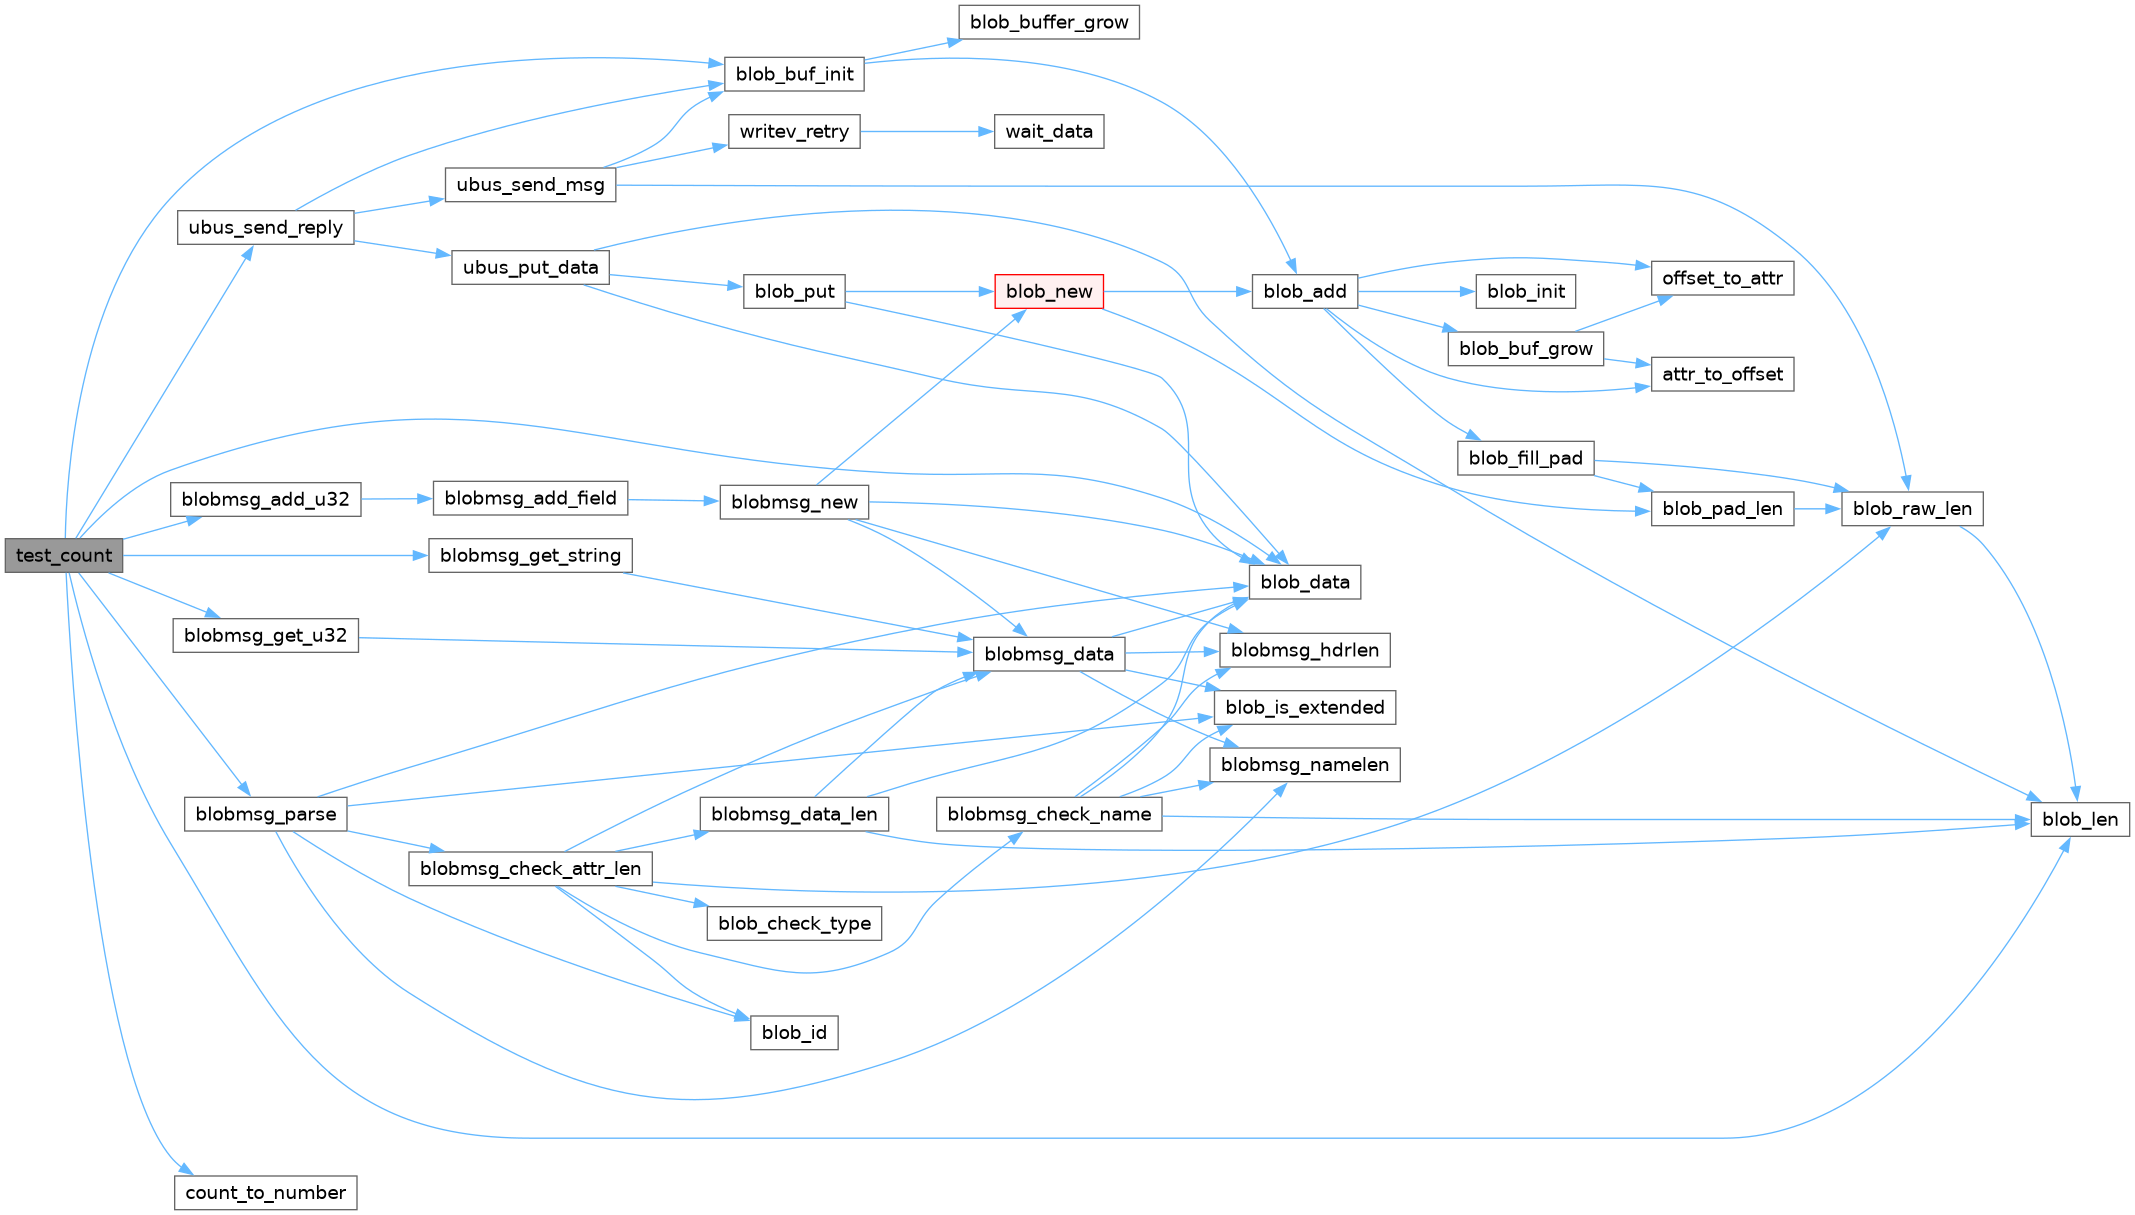 blob_buffer_grow
blob_buf_init
writev_retry
wait_data
ubus_send_msg
ubus_send_reply
ubus_put_data
blob_put
blob_new
blob_add
offset_to_attr
blob_init
blob_buf_grow
attr_to_offset
blob_fill_pad
blobmsg_add_u32
blobmsg_add_field
blobmsg_new
blob_pad_len
blob_raw_len
test_count
blobmsg_get_string
blob_data
blobmsg_get_u32
blobmsg_data
blobmsg_hdrlen
blob_is_extended
blobmsg_namelen
blobmsg_parse
blobmsg_data_len
blobmsg_check_name
blob_len
blobmsg_check_attr_len
blob_check_type
blob_id
count_to_number